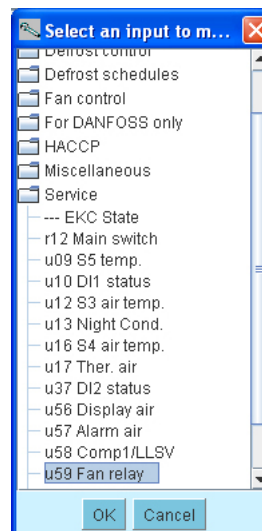 Select an input to m...
Defrost control
Defrost schedules
Fan control
For DANFOSS only
HACCP
Miscellaneous
Service
--- EKC State
r12 Main switch
u09 S5 temp.
u10 DI1 status
u12 S3 air temp.
u13 Night Cond.
u16 S4 air temp.
u17 Ther. air
u37 DI2 status
u56 Display air
u57 Alarm air
u58 Comp1/LLSV
u59 Fan relay
OK Cancel